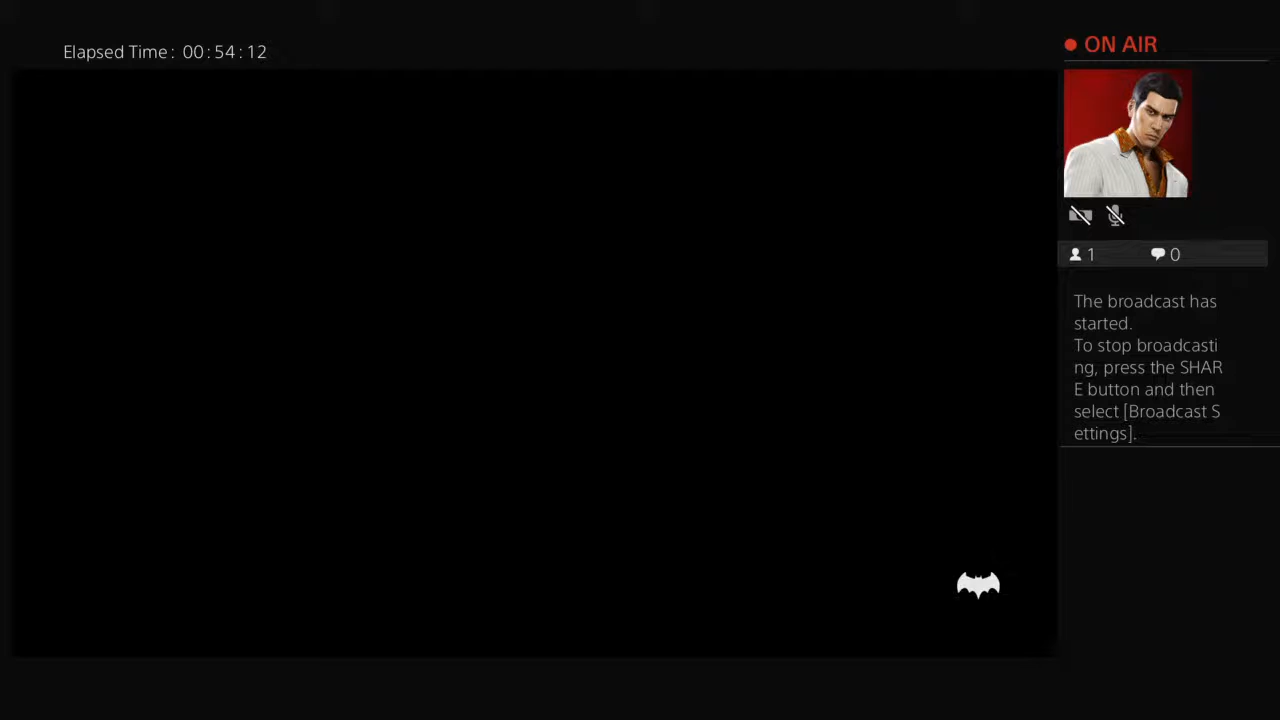 Elapsed Time: 00:54:12
ON AIR
1
0
The broadcast has
started.
To stop broadcasti
ng, press the SHAR
E button and then
select [Broadcast S
ettings].